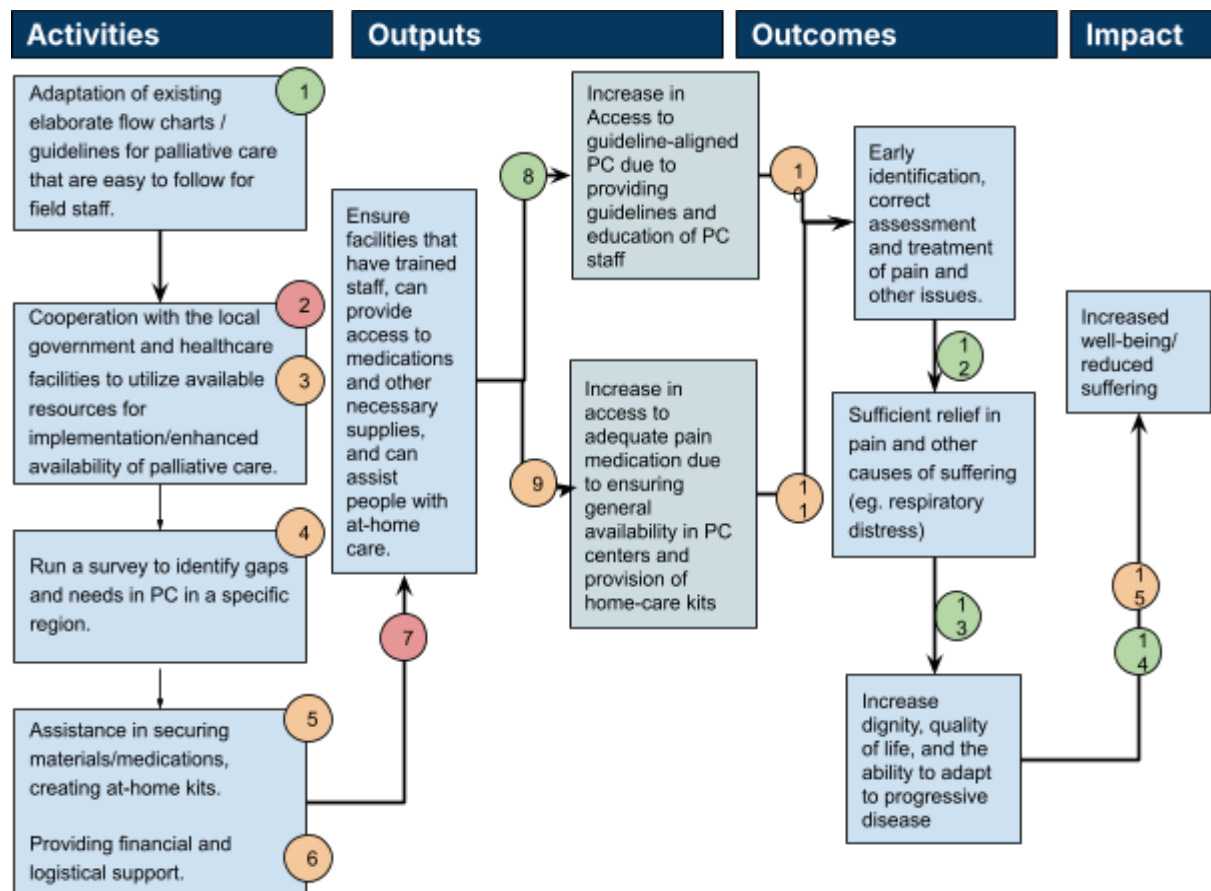 Activities
Outputs
Outcomes
Impact
1
Adaptation of existing
elaborate flow charts /
guidelines for palliative care
that are easy to follow for
field staff.
2
Cooperation with the local
government and healthcare
3
facilities to utilize available
resources for
implementation/enhanced
availability of palliative care.
4
Run a survey to identify gaps
and needs in PC in a specific
region.
5
Assistance in securing
materials/medications,
creating at-home kits.
Providing financial and
logistical support.
6
7
Ensure
facilities that
have trained
staff, can
provide
access to
medications
and other
necessary
supplies,
and can
assist
people with
at-home
care.
8
9
Increase in
Access to
guideline-aligned
PC due to
providing
guidelines and
education of PC
staff
Increase in
access to
adequate pain
medication due
to ensuring
general
availability in PC
centers and
provision of
home-care kits
1
0
1
1
Early
identification,
correct
assessment
and treatment
of pain and
other issues.
1
2
Sufficient relief in
pain and other
causes of suffering
(eg. respiratory
distress)
1
3
Increase
dignity, quality
of life, and the
ability to adapt
to progressive
disease
1
4
1
5
Increased
well-being/
reduced
suffering